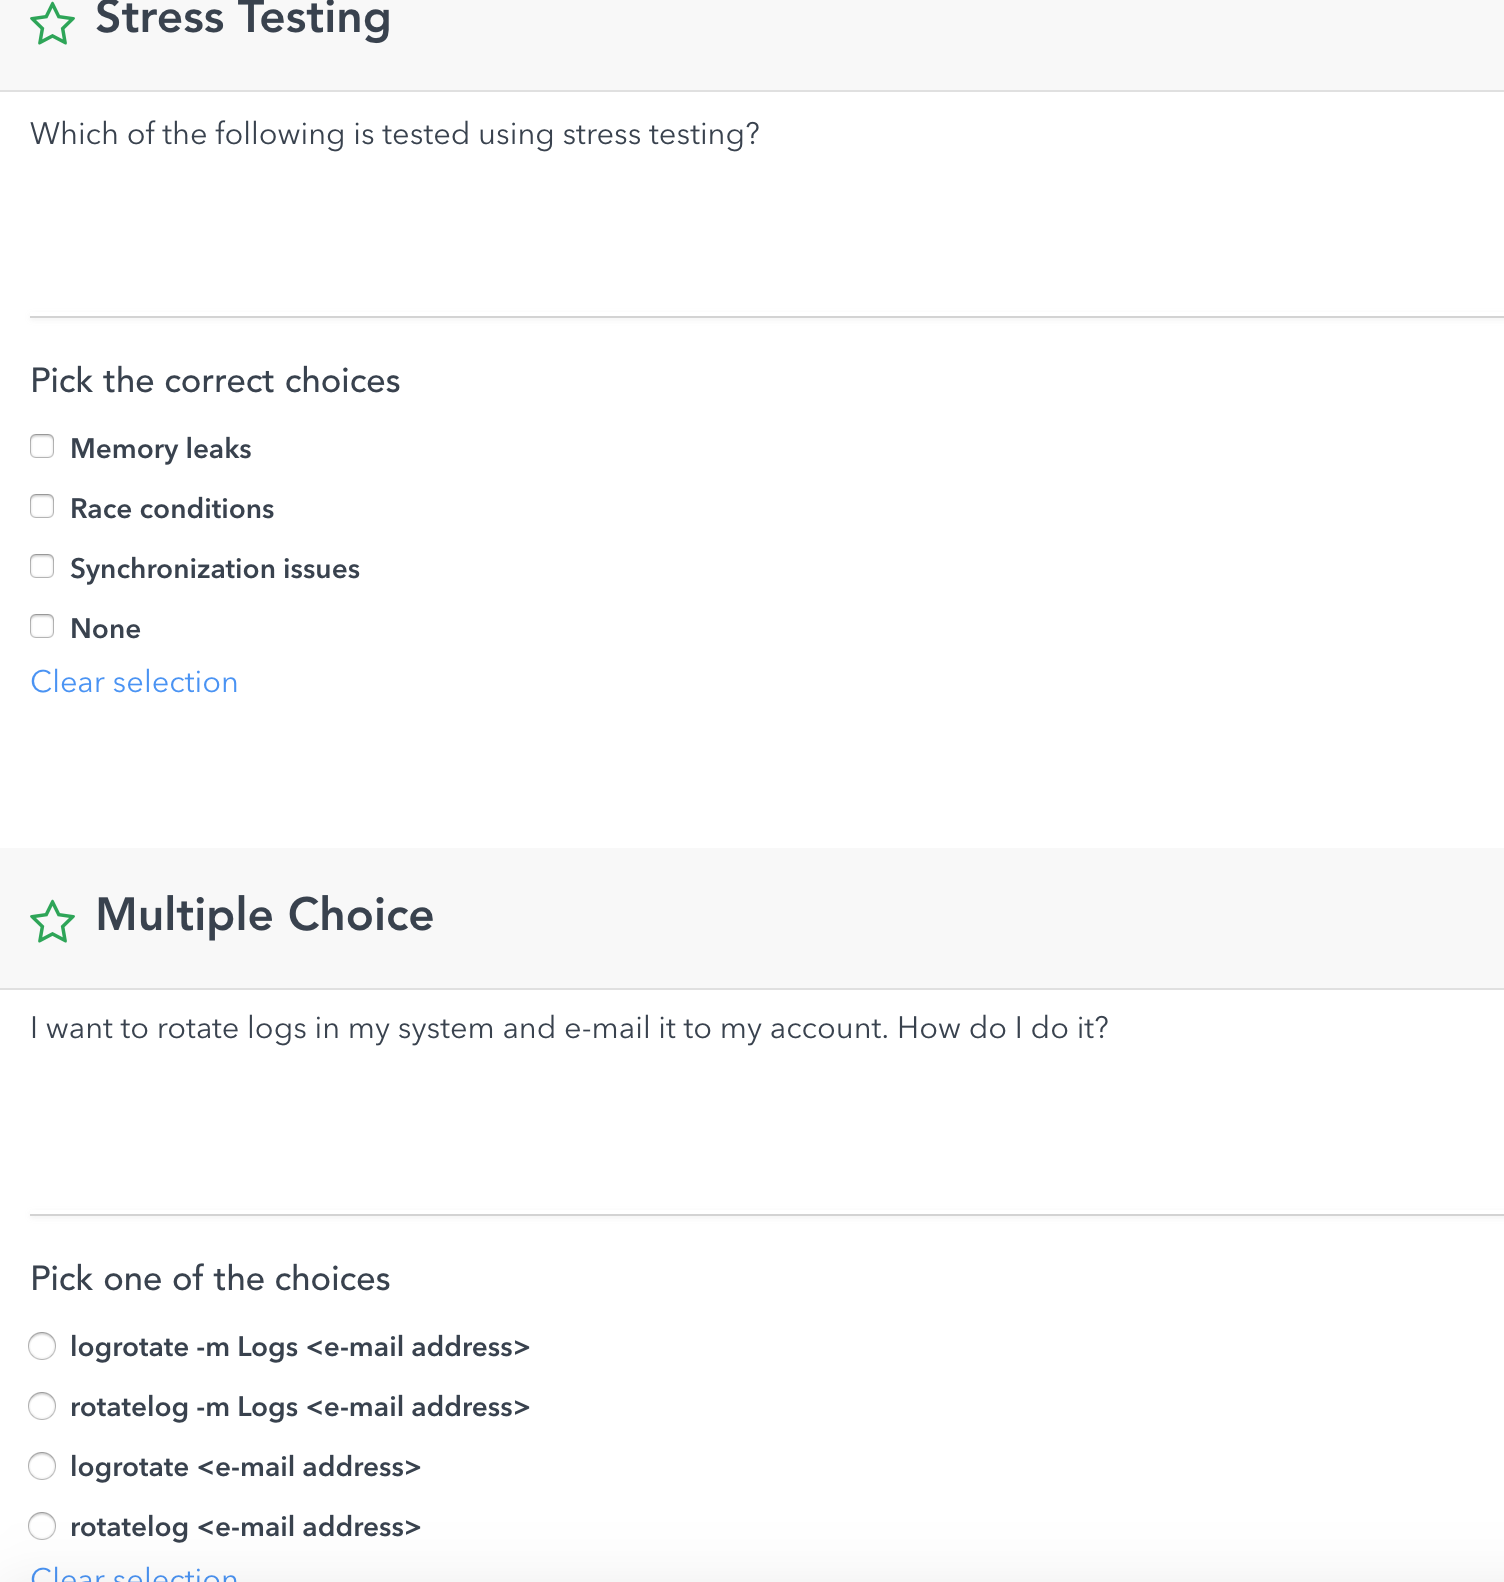 Stress Testing
Which of the following is tested using stress testing?
Pick the correct choices
Memory leaks
Race conditions
Synchronization issues
None
Clear selection
Multiple Choice
I want to rotate logs in my system and e-mail it to my account. How do I do it?
Pick one of the choices
logrotate -m Logs <e-mail address>
rotatelog -m Logs <e-mail address>
logrotate <e-mail address>
rotatelog <e-mail address>
Clear selection